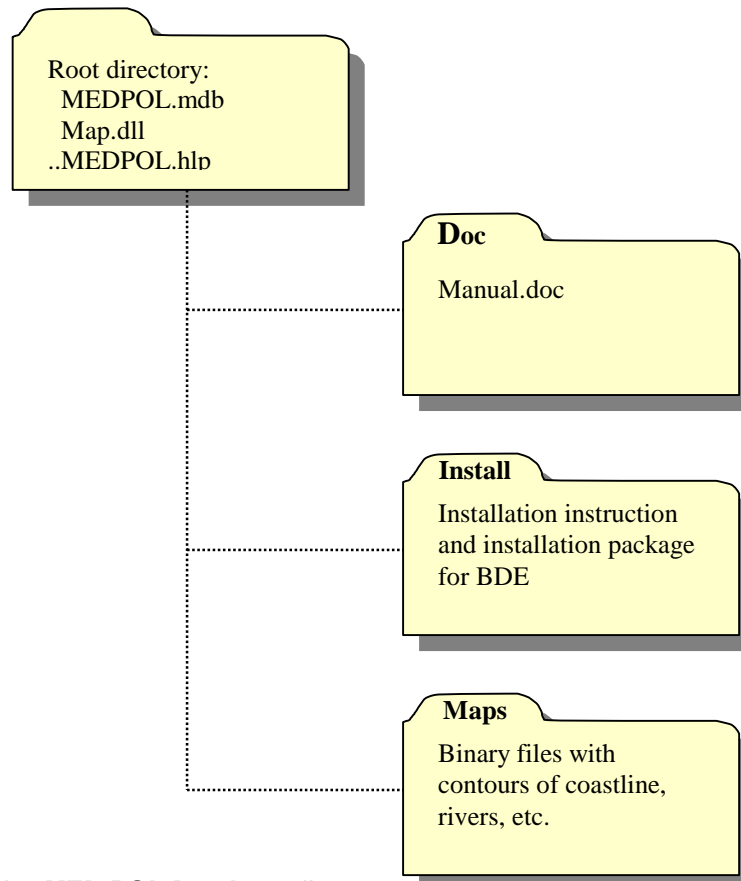 Root directory:
MEDPOL.mdb
Map.dll
..MEDPOL.hlp
Doc
Manual.doc
Install
Installation instruction
and installation package
for BDE
Maps
Binary files with
contours of coastline,
rivers, etc.